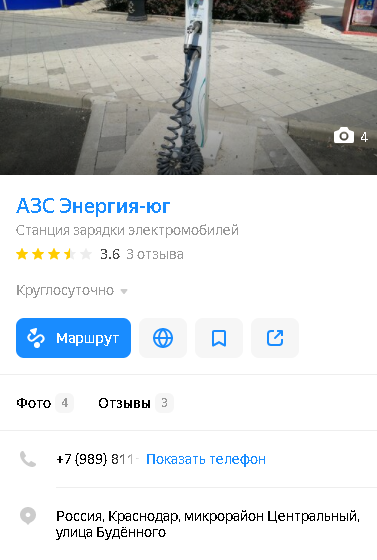 4
АЗС Энергия-юг
Станция зарядки электромобилей
3.6 3 отзыва
Круглосуточно
Маршрут
Фото 4 Отзывы 3
+7 (989) 811 Показать телефон
Россия, Краснодар, микрорайон Центральный,
улица Будённого